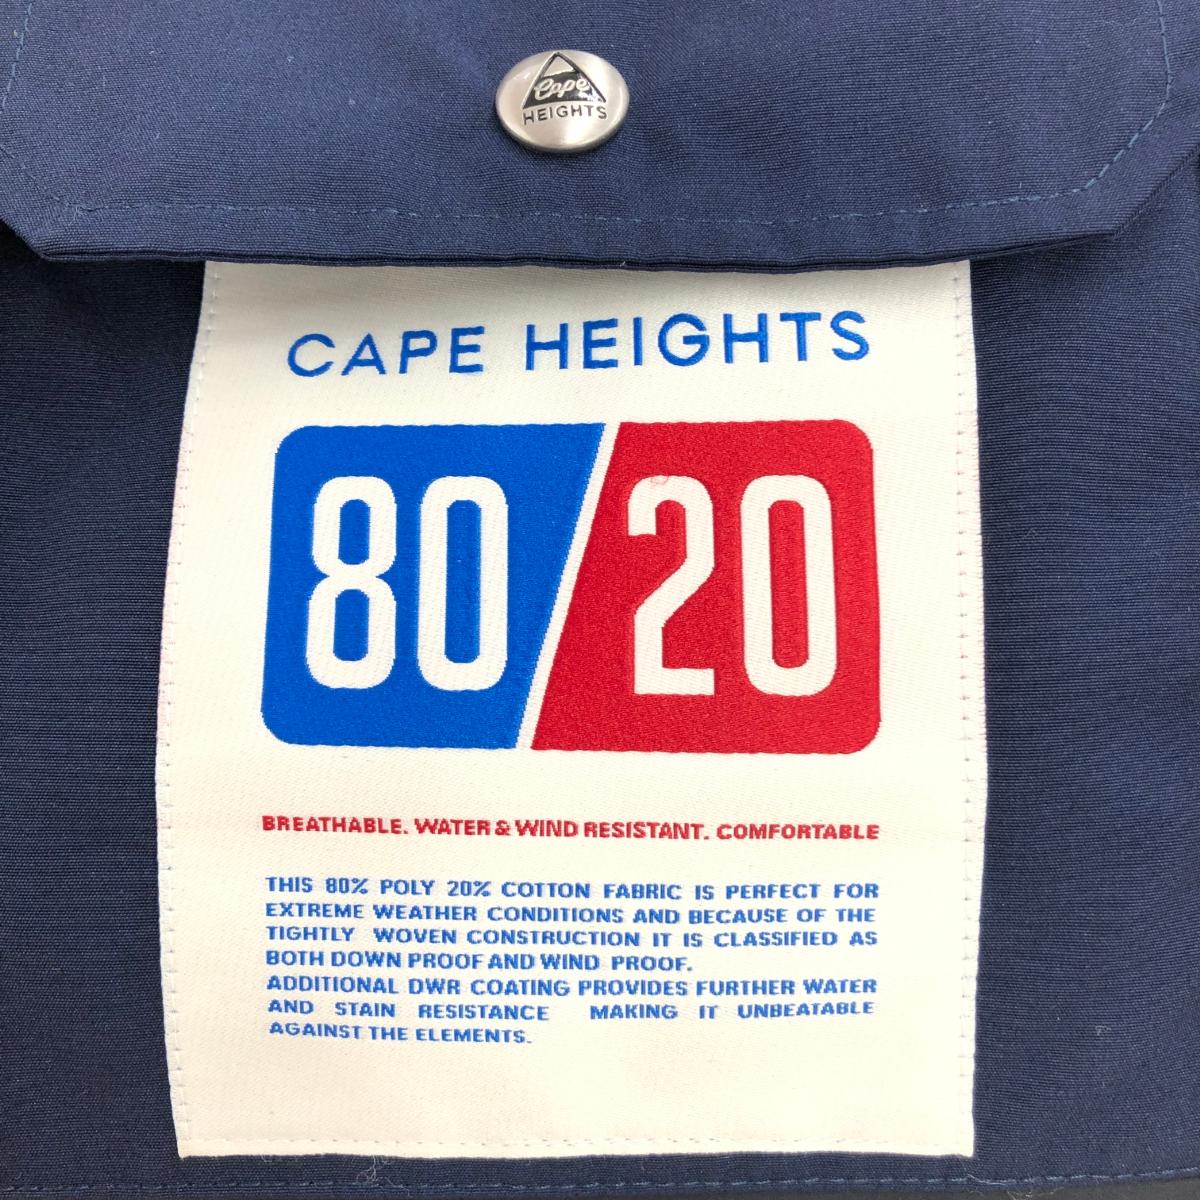 Cape
HEIGHTS
CAPE HEIGHTS
80/20
BREATHABLE. WATER & WIND RESISTANT. COMFORTABLE
THIS 80% POLY 20% COTTON FABRIC IS PERFECT FOR
EXTREME WEATHER CONDITIONS AND BECAUSE OF THE
TIGHTLY WOVEN CONSTRUCTION IT IS CLASSIFIED AS
BOTH DOWN PROOF AND WIND PROOF.
ADDITIONAL DWR COATING PROVIDES FURTHER WATER
AND STAIN RESISTANCE MAKING IT UNBEATABLE
AGAINST THE ELEMENTS.